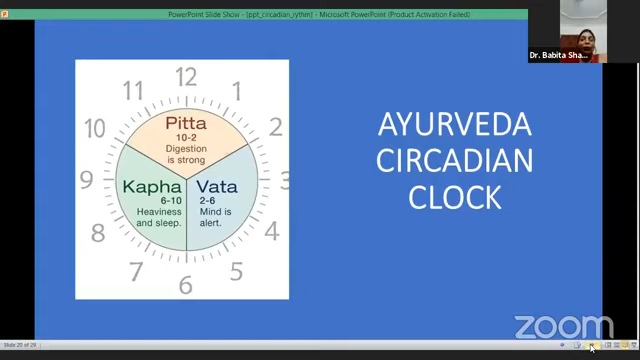 PowerPoint Slide Show - [ppt_circadian_rythm] - Microsoft PowerPoint (Product Activation Failed)
Dr. Babita Sha...
12
11
1
10
2
9
3
8
4
7
5
6
Pitta
10-2
Digestion
is strong
Kapha
6-10
Heaviness
and sleep.
Vata
2-6
Mind is
alert.
AYURVEDA
CIRCADIAN
CLOCK
zoom
Slide 20 of 29